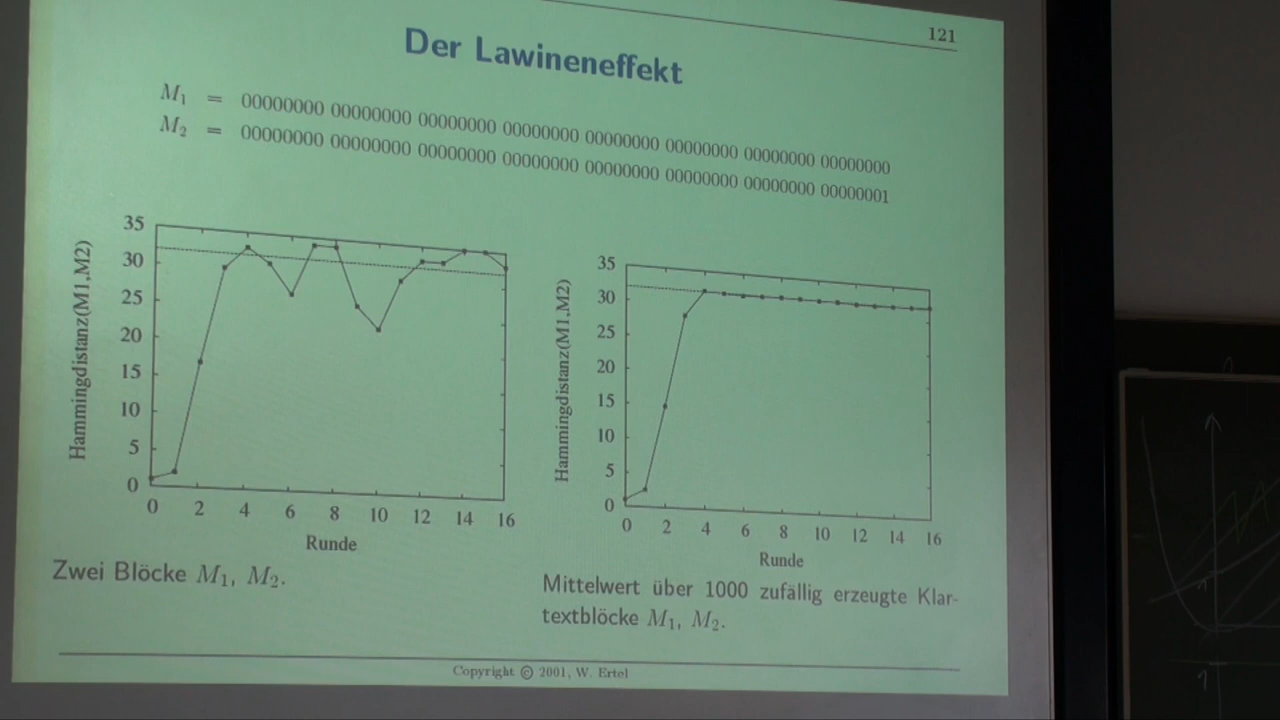 121
Der Lawineneffekt
M1 = 00000000 00000000 00000000 00000000 00000000 00000000 00000000 00000000
M2 = 00000000 00000000 00000000 00000000 00000000 00000000 00000000 00000001
Hammingdistanz(M1,M2)
35
30
25
20
15
10
5
0
0 2 4 6 8 10 12 14 16
Runde
Zwei Blöcke M1, M2.
Hammingdistanz(M1,M2)
35
30
25
20
15
10
5
0
0 2 4 6 8 10 12 14 16
Runde
Mittelwert über 1000 zufällig erzeugte Klar-
textblöcke M1, M2.
Copyright © 2001, W. Ertel